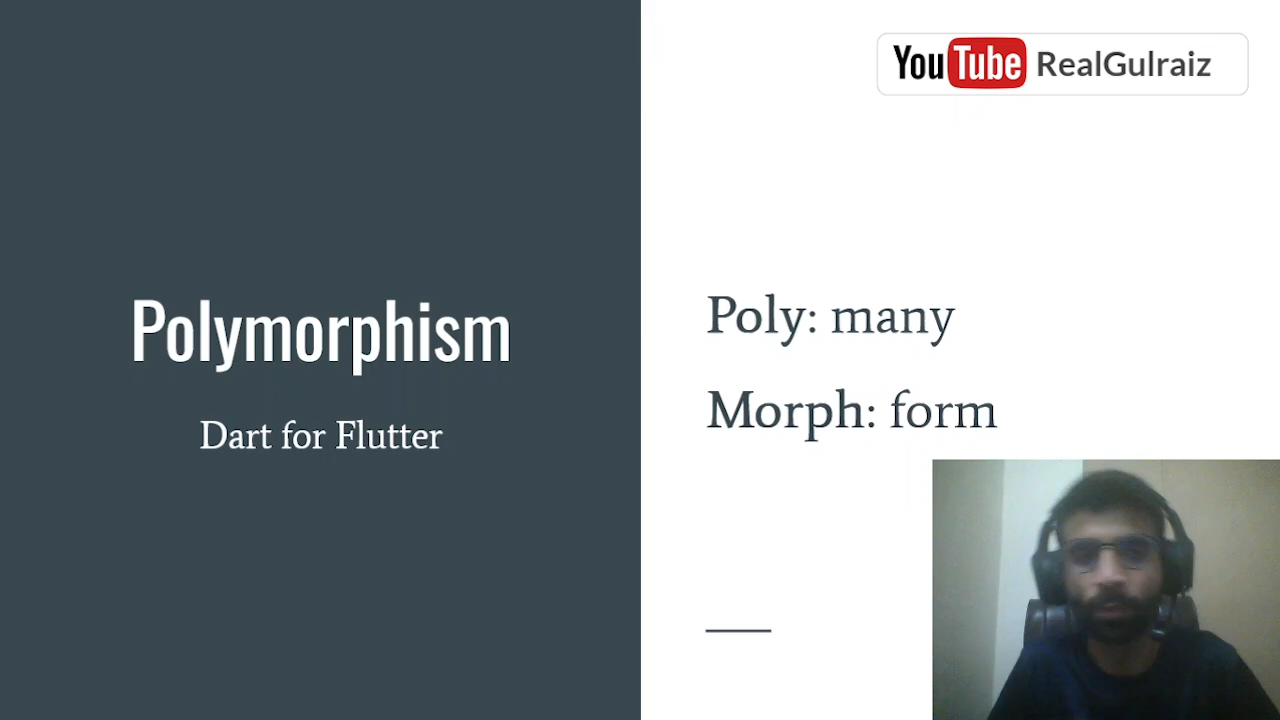 Polymorphism
Dart for Flutter
YouTube RealGulraiz
Poly: many
Morph: form